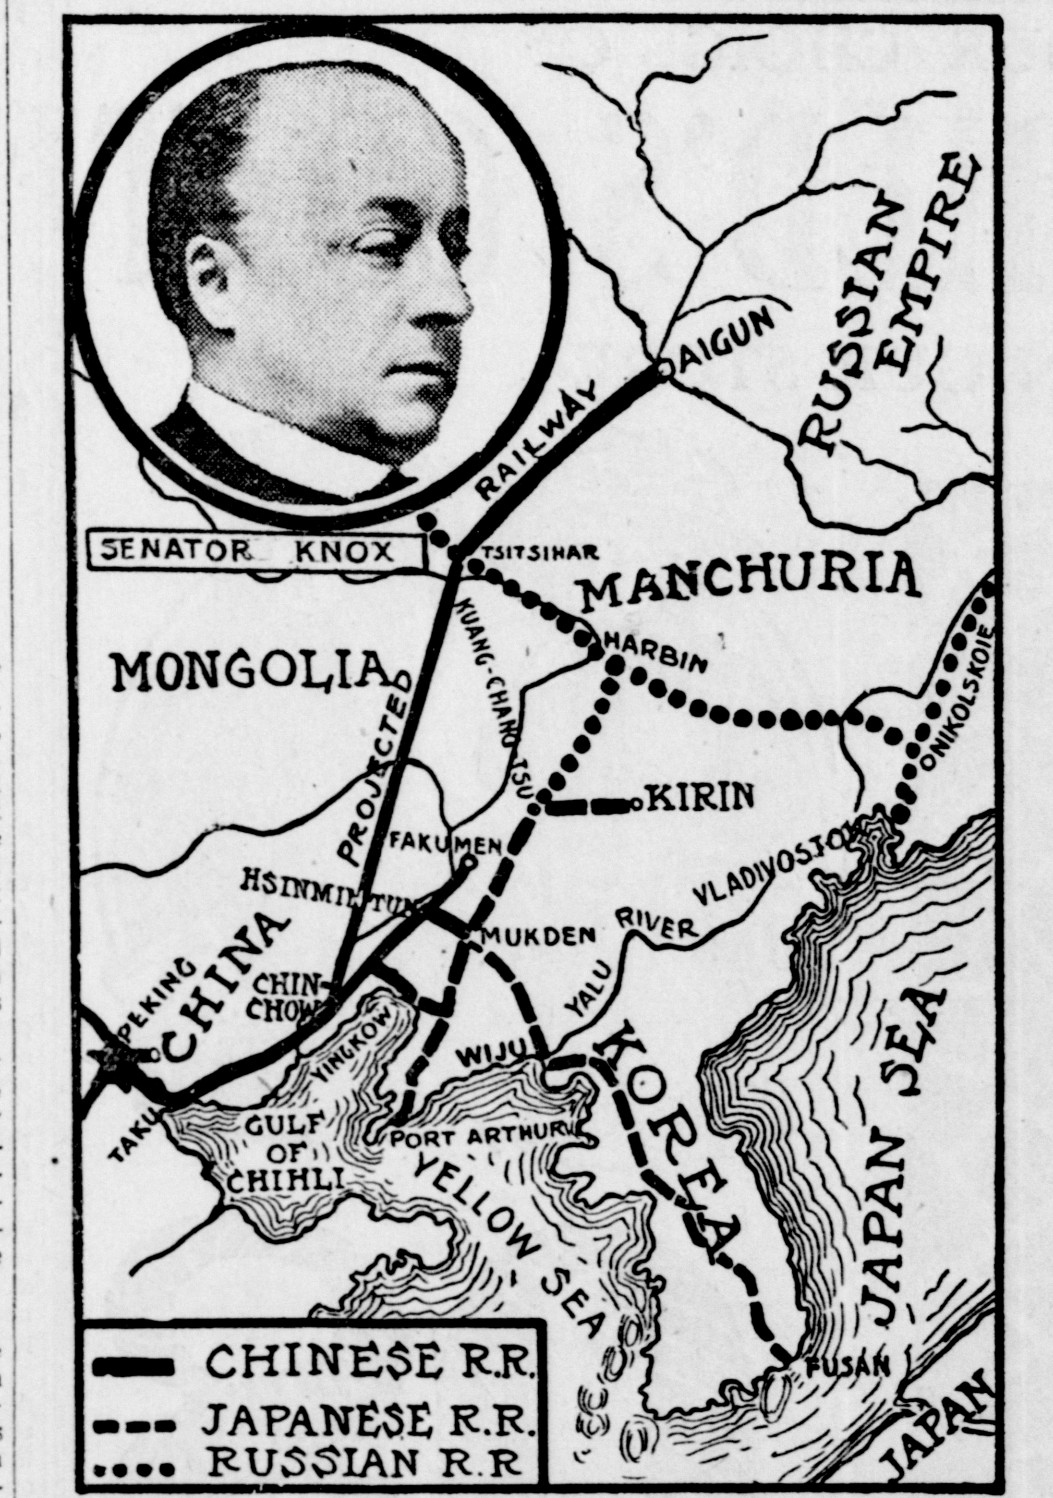 RUSSIAN
EMPIRE
AIGUN
RAILWAY
SENATOR KNOX
TSITSIHAR
MANCHURIA
HARBIN
MONGOLIA
KUANG-CHANG-TSU
PROJECTED
ONIKOLSKOIE
KIRIN
FAKUMEN
HSINMINTUN
VLADIVOSTOK
MUKDEN
YALU RIVER
CHINA
PEKING
CHIN-
CHOW
YINGKOW
WIJU
KOREA
JAPAN SEA
TAKU
GULF
OF
CHIHLI
PORT ARTHUR
YELLOW SEA
FUSAN
JAPAN
CHINESE R.R.
JAPANESE R.R.
RUSSIAN R.R